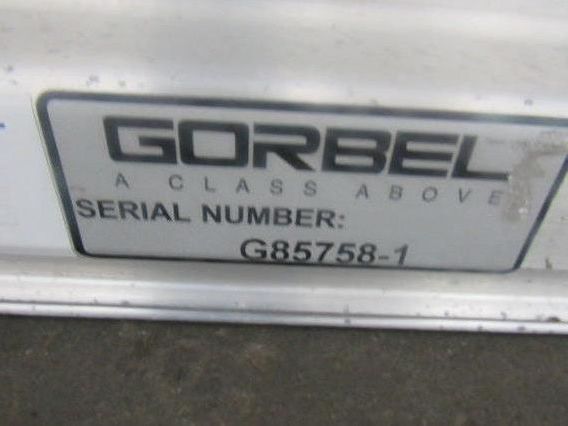 GORBEL
A CLASS ABOVE
SERIAL NUMBER:
G85758-1